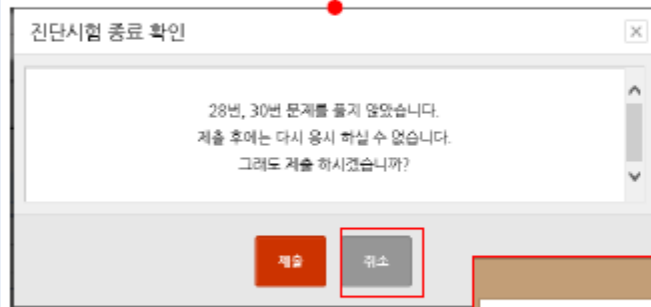 진단시험 종료 확인
28번, 30번 문제를 풀지 않았습니다.
제출 후에는 다시 응시 하실 수 없습니다.
그래도 제출 하시겠습니까?
제출
취소